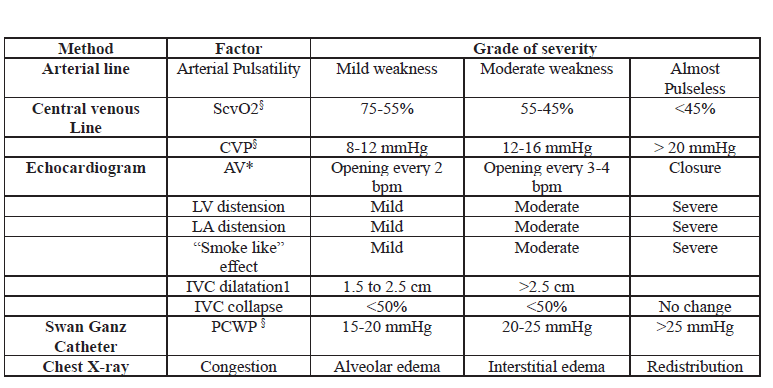 Method Factor Grade of severity
Arterial line Arterial Pulsatility Mild weakness Moderate weakness Almost
Pulseless
Central venous ScvO2§ 75-55% 55-45% <45%
Line
CVP§ 8-12 mmHg 12-16 mmHg > 20 mmHg
Echocardiogram AV* Opening every 2 Opening every 3-4 Closure
bpm bpm
LV distension Mild Moderate Severe
LA distension Mild Moderate Severe
“Smoke like” Mild Moderate Severe
effect
IVC dilatation1 1.5 to 2.5 cm >2.5 cm
IVC collapse <50% <50% No change
Swan Ganz PCWP § 15-20 mmHg 20-25 mmHg >25 mmHg
Catheter
Chest X-ray Congestion Alveolar edema Interstitial edema Redistribution